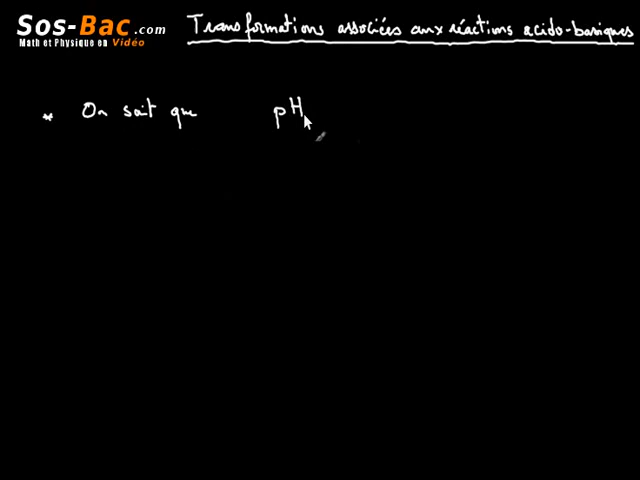 Sos-Bac.com
Math et Physique en Vidéo
Transformations associées aux réactions acido-basiques
* On sait que pH